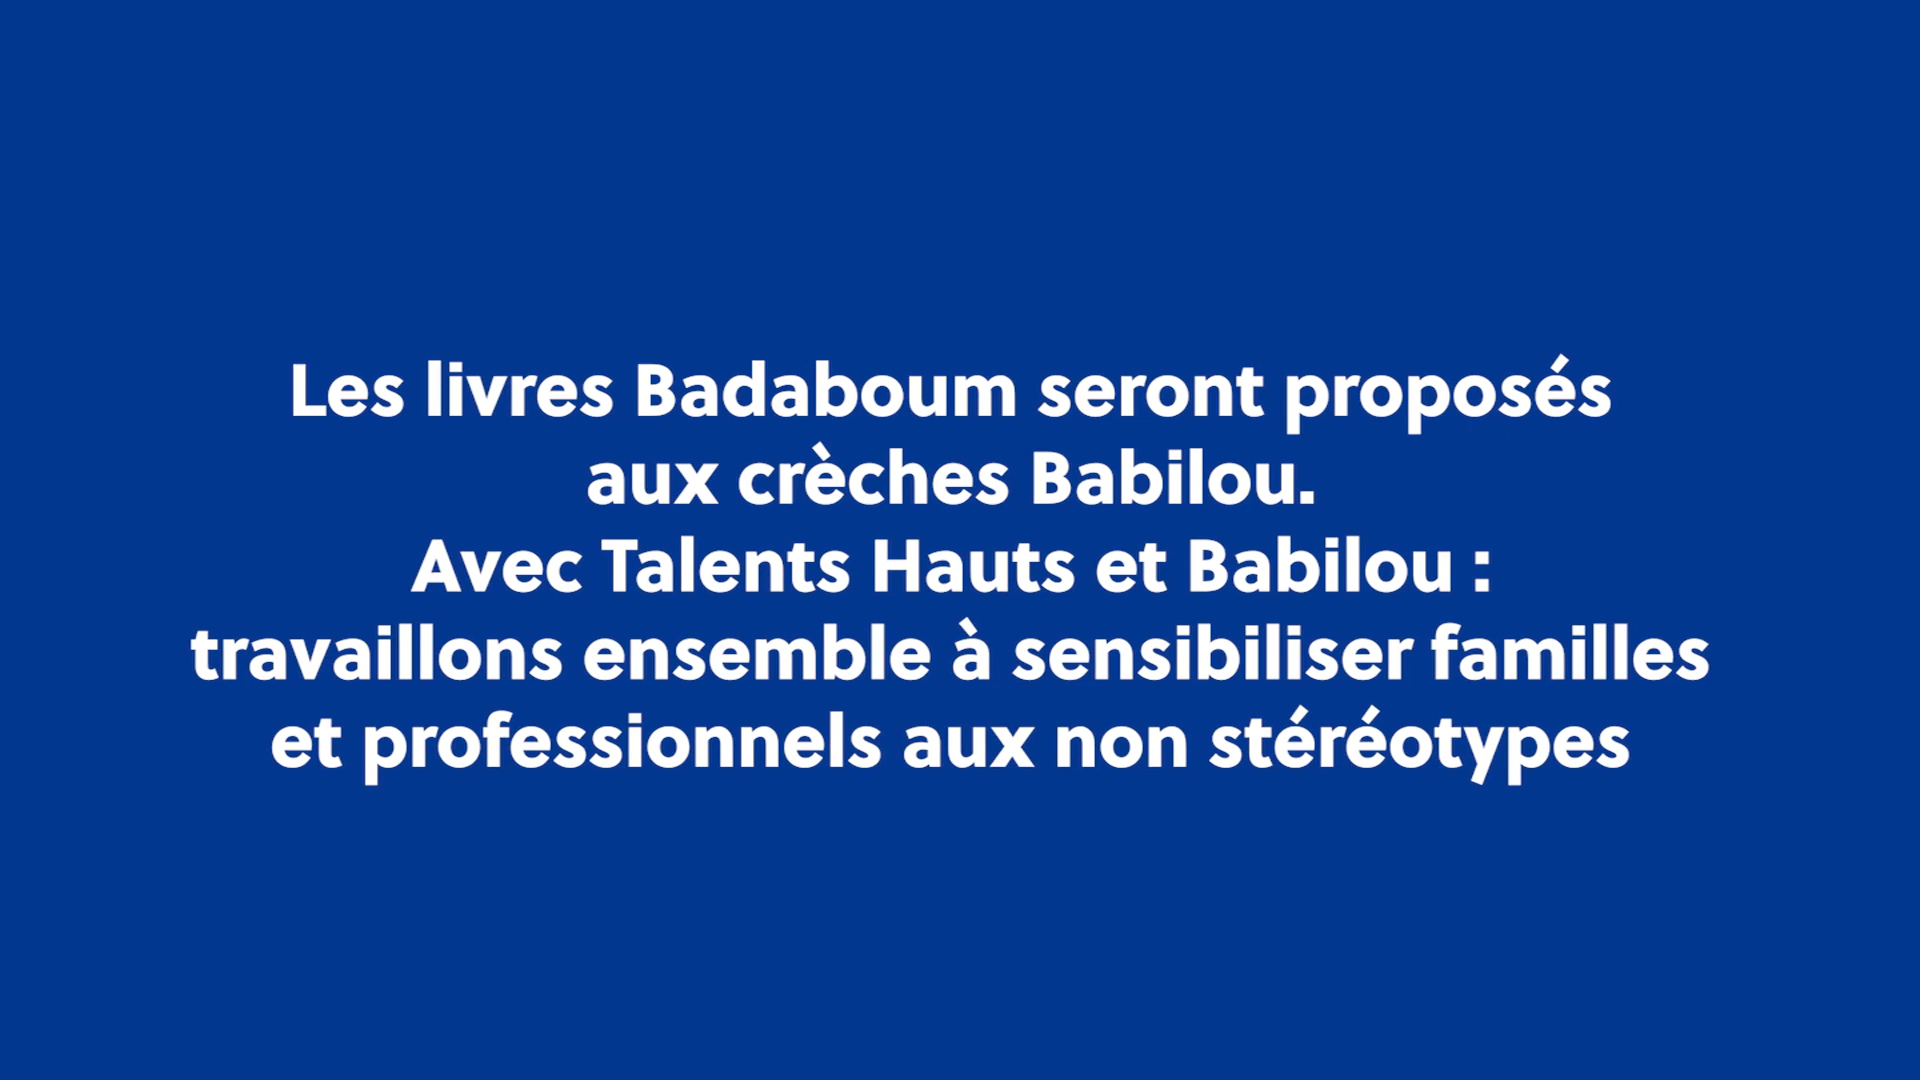 Les livres Badaboum seront proposés
aux crèches Babilou.
Avec Talents Hauts et Babilou :
travaillons ensemble à sensibiliser familles
et professionnels aux non stéréotypes